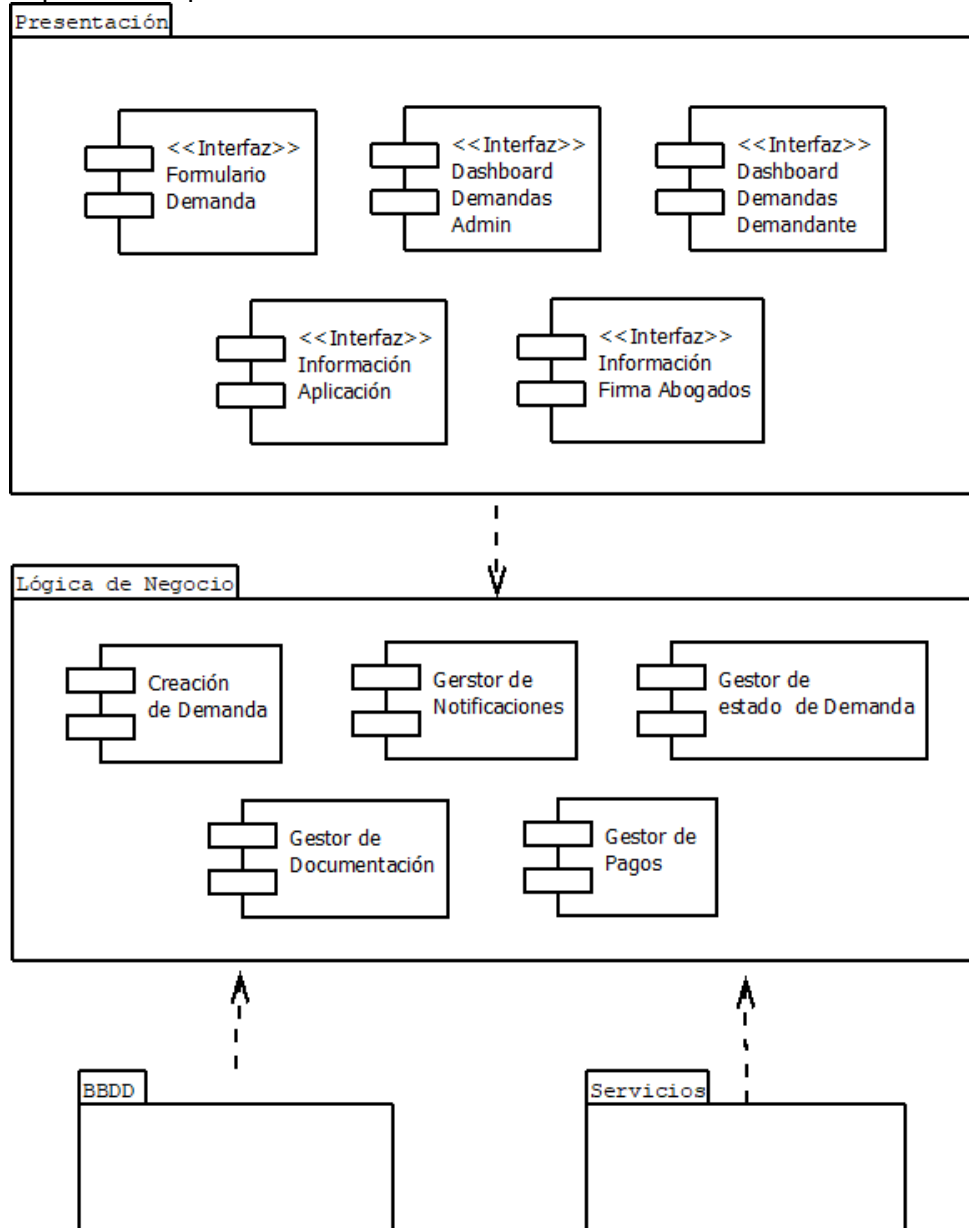 Presentación
<<Interfaz>>
Formulario
Demanda
<<Interfaz>>
Dashboard
Demandas
Admin
<<Interfaz>>
Dashboard
Demandas
Demandante
<<Interfaz>>
Información
Aplicación
<<Interfaz>>
Información
Firma Abogados
Lógica de Negocio
Creación
de Demanda
Gerstor de
Notificaciones
Gestor de
estado de Demanda
Gestor de
Documentación
Gestor de
Pagos
BBDD
Servicios